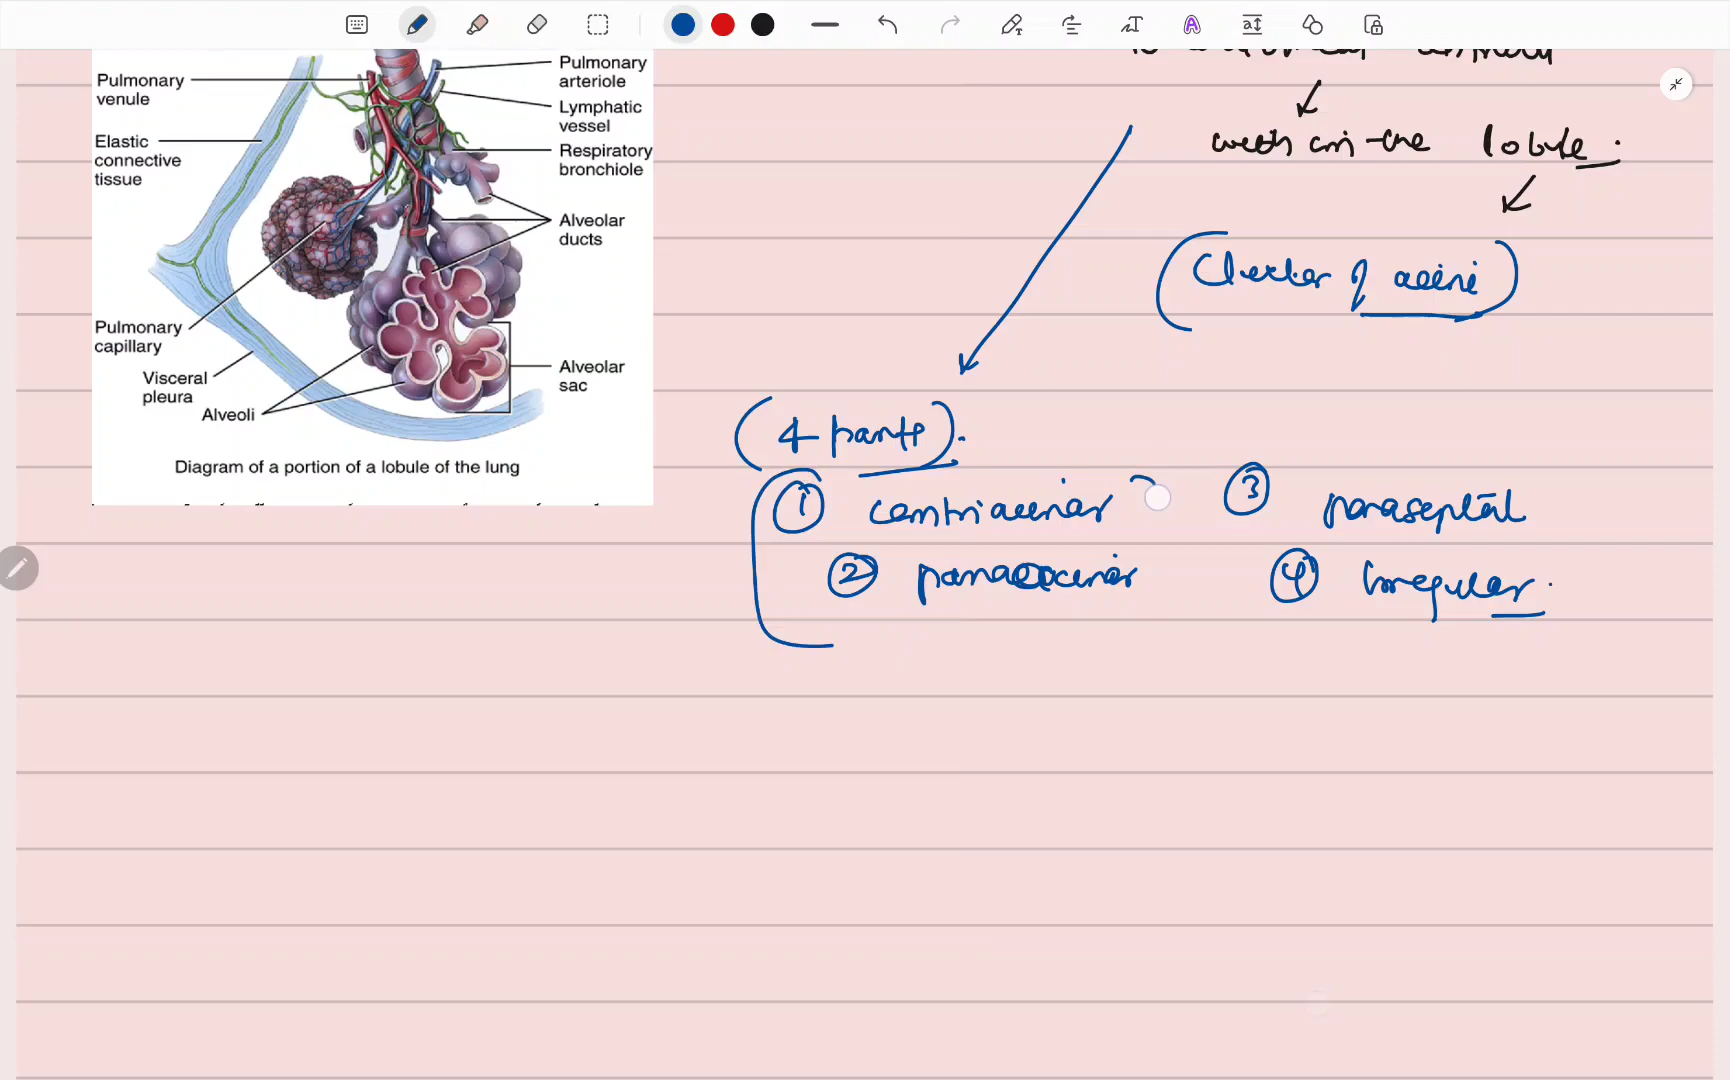 Pulmonary
venule
Elastic
connective
tissue
Pulmonary
capillary
Visceral
pleura
Alveoli
Pulmonary
arteriole
Lymphatic
vessel
Respiratory
bronchiole
Alveolar
ducts
Alveolar
sac
Diagram of a portion of a lobule of the lung
to anatomical
with in the lobule.
(Cluster of acini)
(4 parts).
① centriacinar
② panacinar
③ paraseptal
④ Irregular.